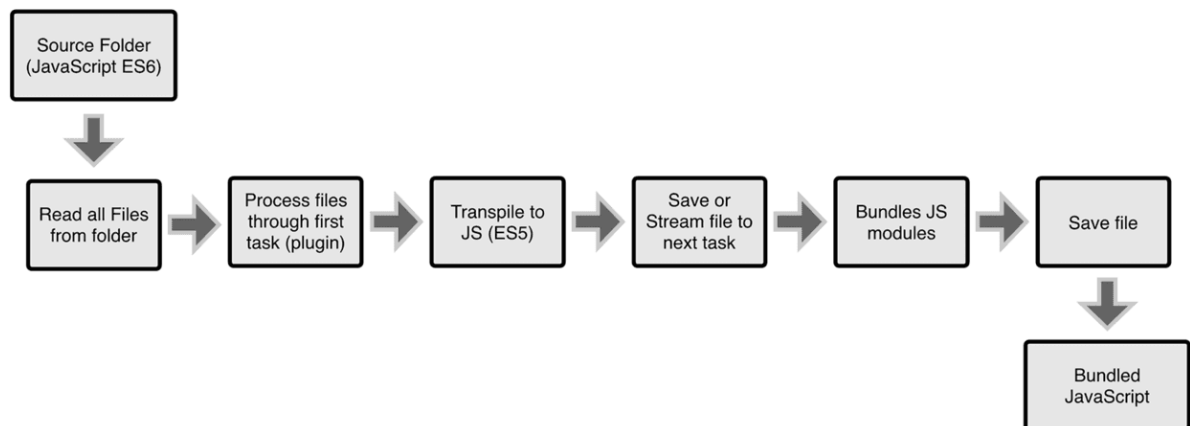 Source Folder
(JavaScript ES6)
Read all Files
from folder
Process files
through first
task (plugin)
Transpile to
JS (ES5)
Save or
Stream file to
next task
Bundles JS
modules
Save file
Bundled
JavaScript